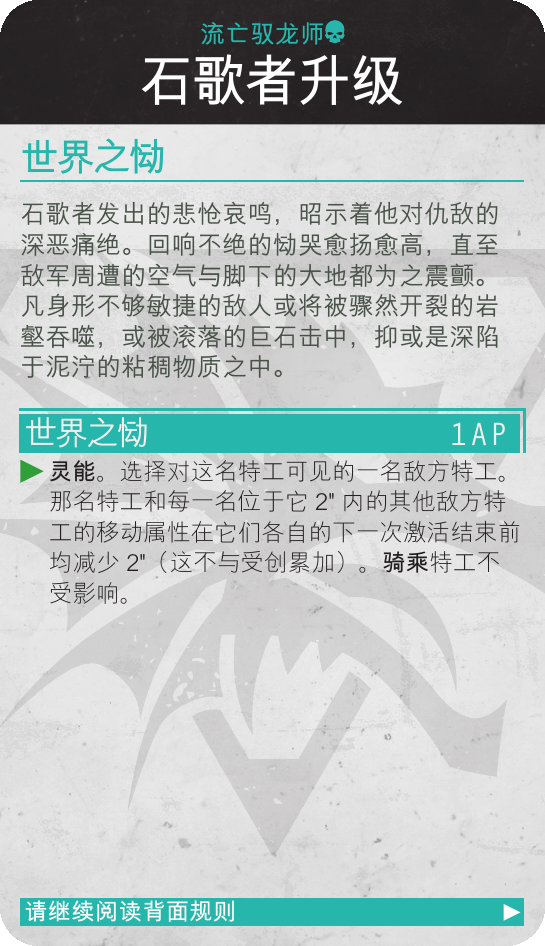 流亡驭龙师
石歌者升级
世界之恸
石歌者发出的悲怆哀鸣，昭示着他对仇敌的
深恶痛绝。回响不绝的恸哭愈扬愈高，直至
敌军周遭的空气与脚下的大地都为之震颤。
凡身形不够敏捷的敌人或将被骤然开裂的岩
壑吞噬，或被滚落的巨石击中，抑或是深陷
于泥泞的粘稠物质之中。
世界之恸 1AP
▶灵能。选择对这名特工可见的一名敌方特工。
那名特工和每一名位于它 2" 内的其他敌方特
工的移动属性在它们各自的下一次激活结束前
均减少 2"（这不与受创累加）。骑乘特工不
受影响。
请继续阅读背面规则 ▶